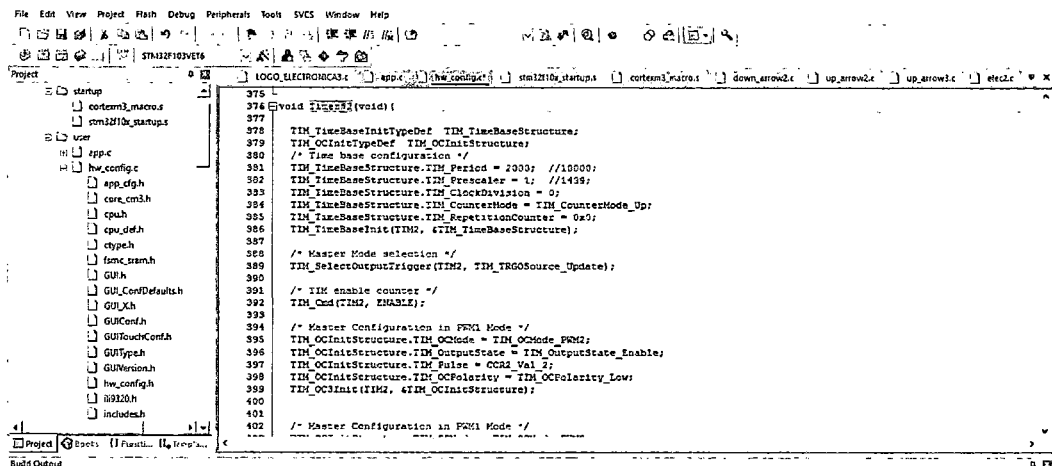 File Edit View Project Flash Debug Peripherals Tools SVCS Window Help
STM32F103VET6
Project
LOGO_ELECTRONICA3.c app.c hw_config.c* stm32f10x_startup.s cortexm3_macro.s down_arrow2.c up_arrow2.c up_arrow3.c elec2.c
startup
cortexm3_macro.s
stm32f10x_startup.s
user
app.c
hw_config.c
app_cfg.h
core_cm3.h
cpu.h
cpu_def.h
ctype.h
fsmc_sram.h
GUI.h
GUI_ConfDefaults.h
GUI_X.h
GUIConf.h
GUITouchConf.h
GUIType.h
GUIVersion.h
hw_config.h
ili9320.h
includes.h
Project Books Functi... Templa...
375
376 void (void){
377
378 TIM_TimeBaseInitTypeDef TIM_TimeBaseStructure;
379 TIM_OCInitTypeDef TIM_OCInitStructure;
380 /* Time base configuration */
381 TIM_TimeBaseStructure.TIM_Period = 2000; //10000;
382 TIM_TimeBaseStructure.TIM_Prescaler = 1; //1439;
383 TIM_TimeBaseStructure.TIM_ClockDivision = 0;
384 TIM_TimeBaseStructure.TIM_CounterMode = TIM_CounterMode_Up;
385 TIM_TimeBaseStructure.TIM_RepetitionCounter = 0x0;
386 TIM_TimeBaseInit(TIM2, &TIM_TimeBaseStructure);
387
388 /* Master Mode selection */
389 TIM_SelectOutputTrigger(TIM2, TIM_TRGOSource_Update);
390
391 /* TIM enable counter */
392 TIM_Cmd(TIM2, ENABLE);
393
394 /* Master Configuration in PWM1 Mode */
395 TIM_OCInitStructure.TIM_OCMode = TIM_OCMode_PWM2;
396 TIM_OCInitStructure.TIM_OutputState = TIM_OutputState_Enable;
397 TIM_OCInitStructure.TIM_Pulse = CCR2_Val_2;
398 TIM_OCInitStructure.TIM_OCPolarity = TIM_OCPolarity_Low;
399 TIM_OC3Init(TIM2, &TIM_OCInitStructure);
400
401
402 /* Master Configuration in PWM1 Mode */
Build Output